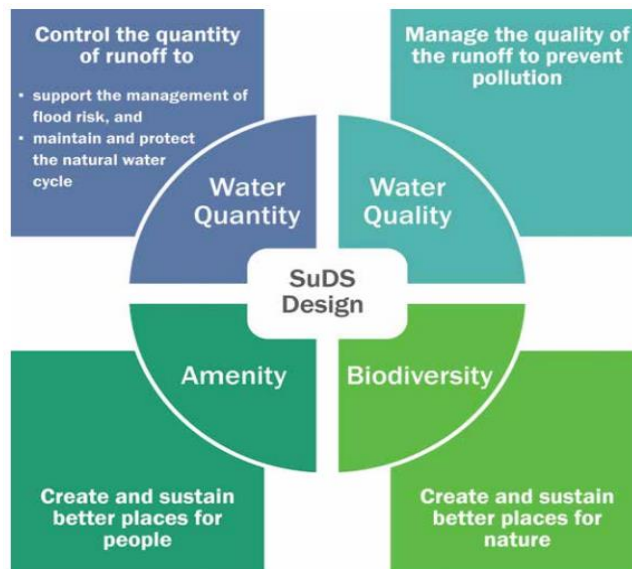 Control the quantity
of runoff to
• support the management of
flood risk, and
• maintain and protect
the natural water
cycle
Manage the quality of
the runoff to prevent
pollution
Water
Quantity
Water
Quality
SuDS
Design
Amenity
Biodiversity
Create and sustain
better places for
people
Create and sustain
better places for
nature